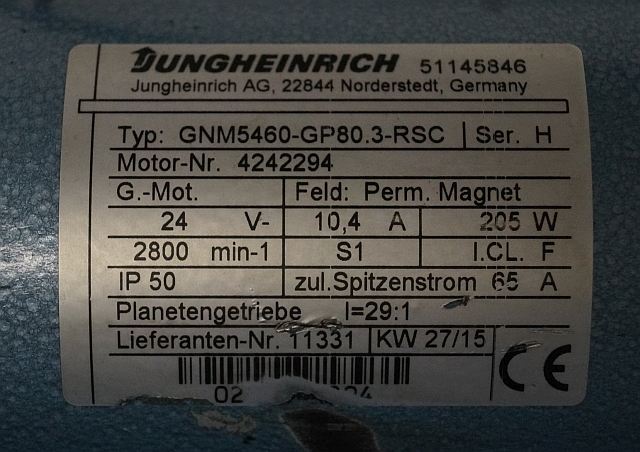 JUNGHEINRICH 51145846
Jungheinrich AG, 22844 Norderstedt, Germany
Typ: GNM5460-GP80.3-RSC Ser. H
Motor-Nr. 4242294
G.-Mot. Feld: Perm. Magnet
24 V- 10,4 A 205 W
2800 min-1 S1 I.CL. F
IP 50 zul.Spitzenstrom 65 A
Planetengetriebe I=29:1
Lieferanten-Nr. 11331 KW 27/15
CE
02